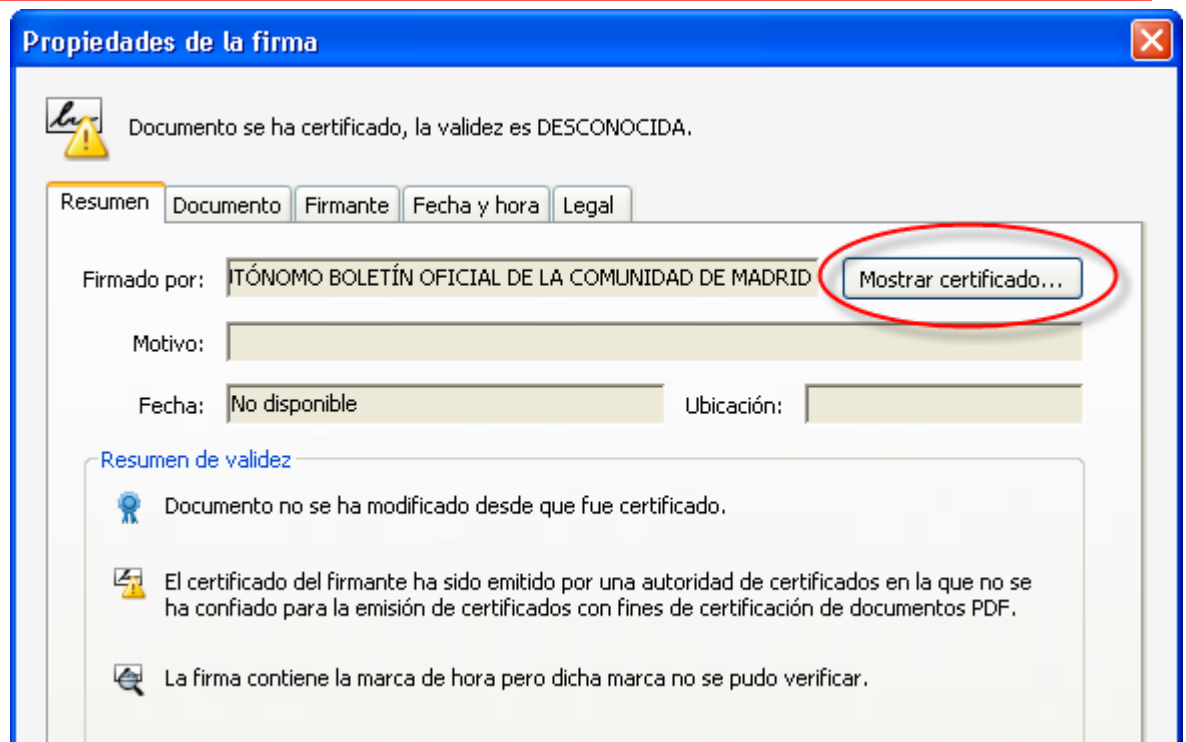 Propiedades de la firma
Documento se ha certificado, la validez es DESCONOCIDA.
Resumen Documento Firmante Fecha y hora Legal
Firmado por: ITÓNOMO BOLETÍN OFICIAL DE LA COMUNIDAD DE MADRID Mostrar certificado...
Motivo:
Fecha: No disponible Ubicación:
Resumen de validez
Documento no se ha modificado desde que fue certificado.
El certificado del firmante ha sido emitido por una autoridad de certificados en la que no se
ha confiado para la emisión de certificados con fines de certificación de documentos PDF.
La firma contiene la marca de hora pero dicha marca no se pudo verificar.